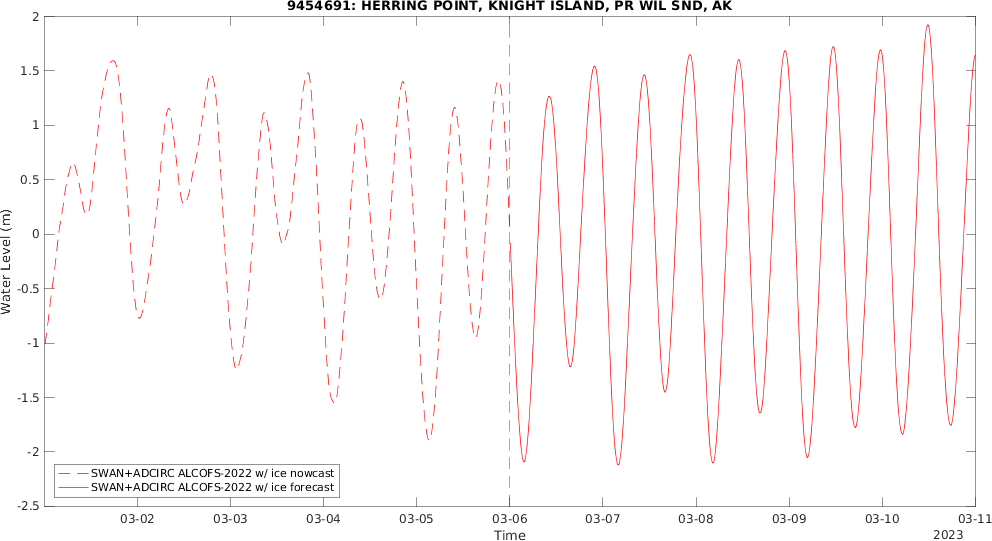 9454691: HERRING POINT, KNIGHT ISLAND, PR WIL SND, AK
2
1.5
1
0.5
0
-0.5
-1
-1.5
-2
-2.5
Water Level (m)
SWAN+ADCIRC ALCOFS-2022 w/ ice nowcast
SWAN+ADCIRC ALCOFS-2022 w/ ice forecast
03-02 03-03 03-04 03-05 03-06 03-07 03-08 03-09 03-10 03-11
Time
2023